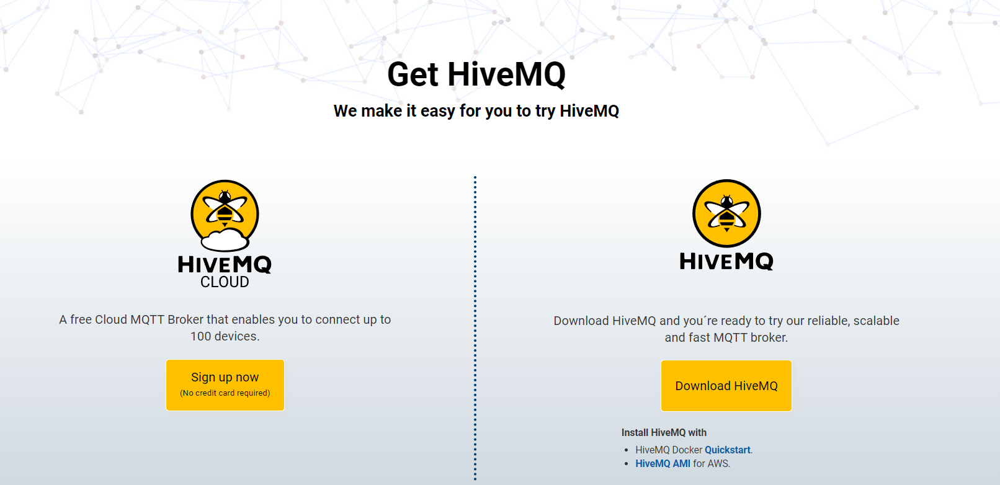 Get HiveMQ
We make it easy for you to try HiveMQ
HIVEMQ
CLOUD
A free Cloud MQTT Broker that enables you to connect up to
100 devices.
Sign up now
(No credit card required)
HIVEMQ
Download HiveMQ and you´re ready to try our reliable, scalable
and fast MQTT broker.
Download HiveMQ
Install HiveMQ with
• HiveMQ Docker Quickstart.
• HiveMQ AMI for AWS.